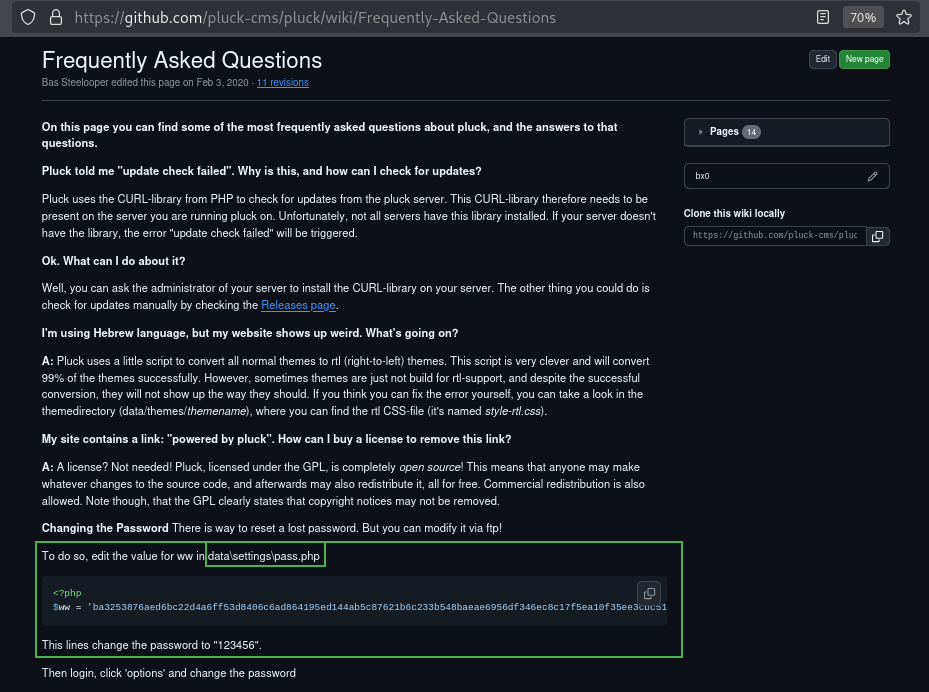 https://github.com/pluck-cms/pluck/wiki/Frequently-Asked-Questions
70%
Frequently Asked Questions
Edit
New page
Bas Steelooper edited this page on Feb 3, 2020 · 11 revisions
On this page you can find some of the most frequently asked questions about pluck, and the answers to that
questions.
Pluck told me "update check failed". Why is this, and how can I check for updates?
Pluck uses the CURL-library from PHP to check for updates from the pluck server. This CURL-library therefore needs to be
present on the server you are running pluck on. Unfortunately, not all servers have this library installed. If your server doesn't
have the library, the error "update check failed" will be triggered.
Ok. What can I do about it?
Well, you can ask the administrator of your server to install the CURL-library on your server. The other thing you could do is
check for updates manually by checking the Releases page.
I'm using Hebrew language, but my website shows up weird. What's going on?
A: Pluck uses a little script to convert all normal themes to rtl (right-to-left) themes. This script is very clever and will convert
99% of the themes successfully. However, sometimes themes are just not build for rtl-support, and despite the successful
conversion, they will not show up the way they should. If you think you can fix the error yourself, you can take a look in the
themedirectory (data/themes/themename), where you can find the rtl CSS-file (it's named style-rtl.css).
My site contains a link: "powered by pluck". How can I buy a license to remove this link?
A: A license? Not needed! Pluck, licensed under the GPL, is completely open source! This means that anyone may make
whatever changes to the source code, and afterwards may also redistribute it, all for free. Commercial redistribution is also
allowed. Note though, that the GPL clearly states that copyright notices may not be removed.
Changing the Password There is way to reset a lost password. But you can modify it via ftp!
To do so, edit the value for ww in data\settings\pass.php
<?php
$ww = 'ba3253876aed6bc22d4a6ff53d8406c6ad864195ed144ab5c87621b6c233b548baeae6956df346ec8c17f5ea10f35ee3cbc51
This lines change the password to "123456".
Then login, click 'options' and change the password
Pages 14
bx0
Clone this wiki locally
https://github.com/pluck-cms/pluc